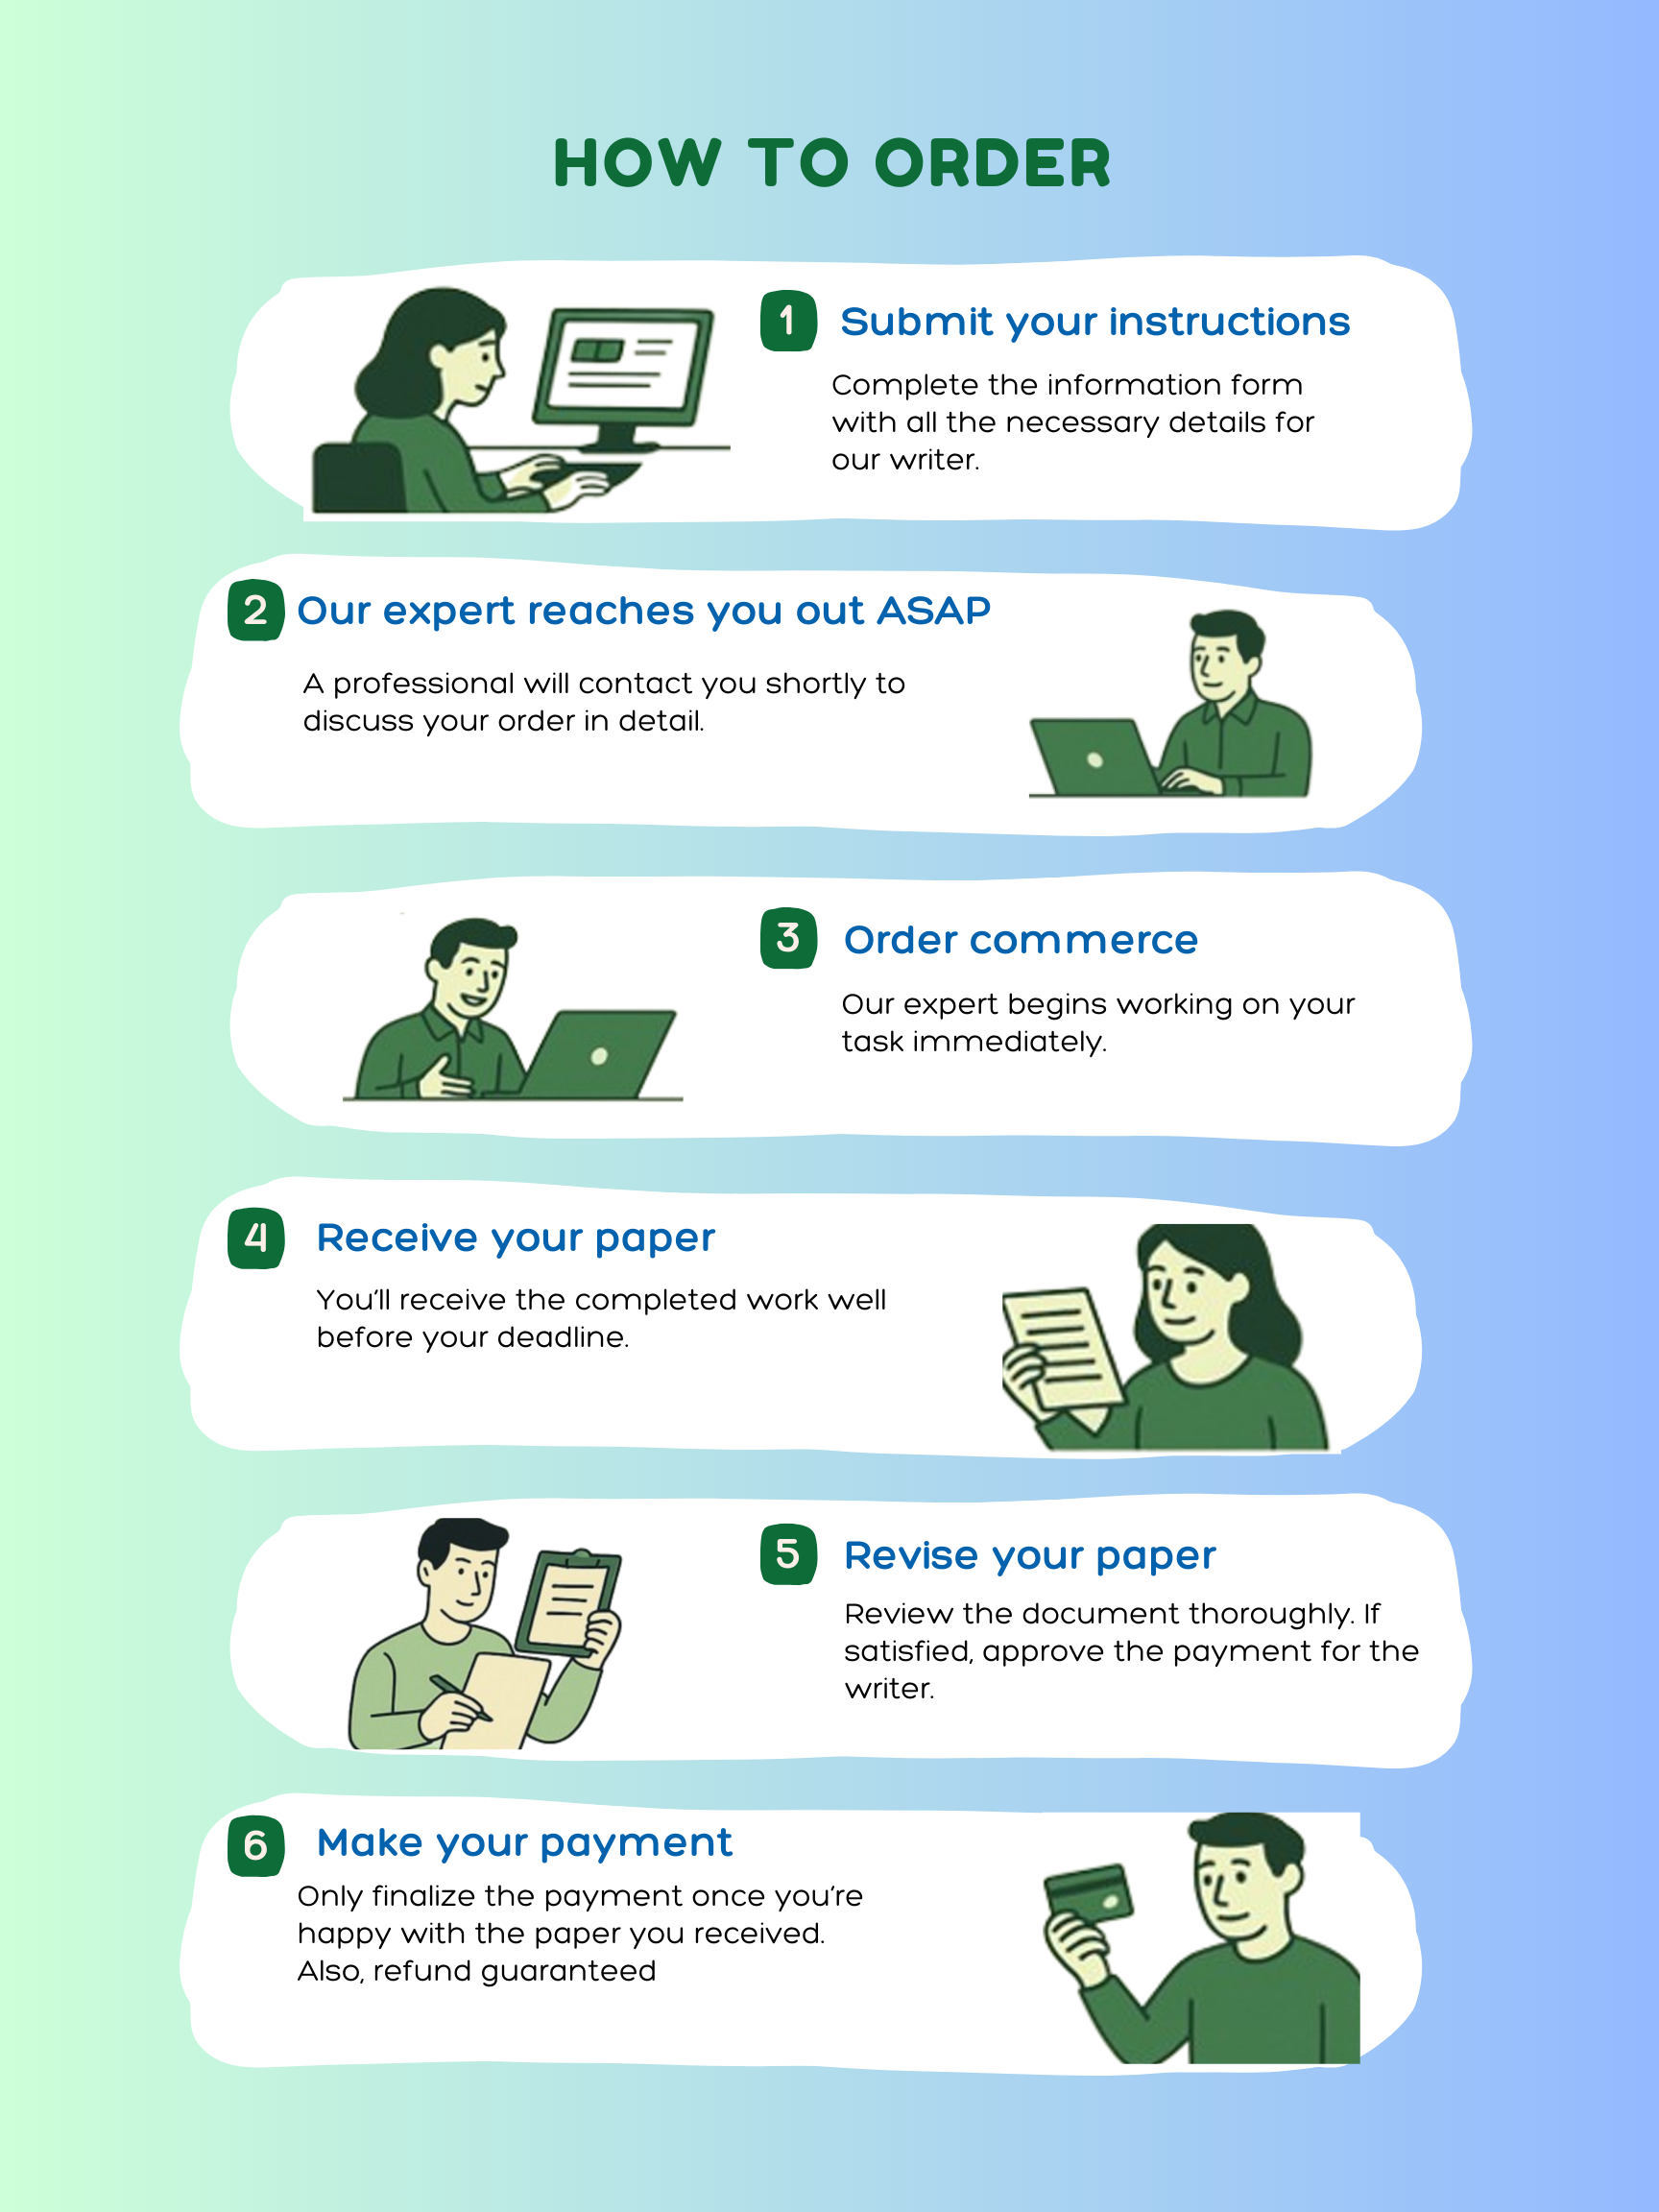 HOW TO ORDER
1 Submit your instructions
Complete the information form
with all the necessary details for
our writer.
2 Our expert reaches you out ASAP
A professional will contact you shortly to
discuss your order in detail.
3 Order commerce
Our expert begins working on your
task immediately.
4 Receive your paper
You'll receive the completed work well
before your deadline.
5 Revise your paper
Review the document thoroughly. If
satisfied, approve the payment for the
writer.
6 Make your payment
Only finalize the payment once you're
happy with the paper you received.
Also, refund guaranteed